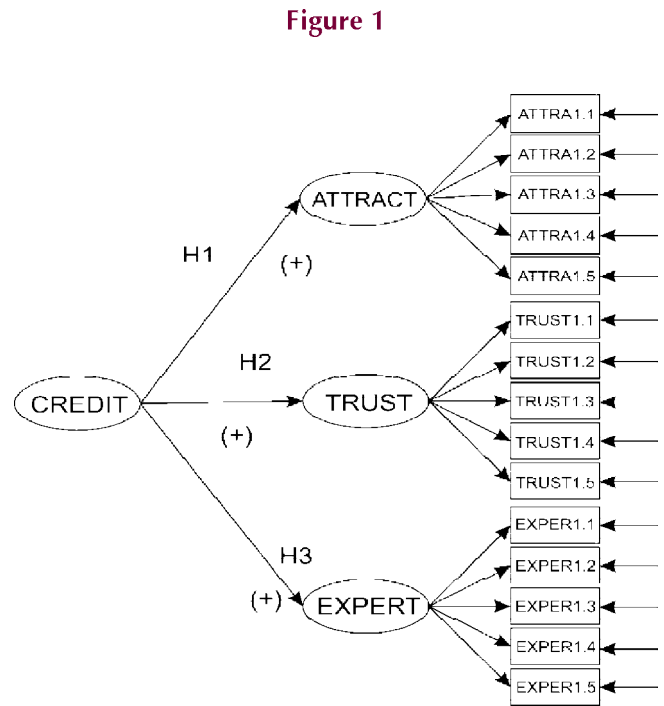 Figure 1
ATTRA1.1
ATTRA1.2
ATTRA1.3
ATTRA1.4
ATTRA1.5
ATTRACT
H1
(+)
TRUST1.1
TRUST1.2
TRUST1.3
TRUST1.4
TRUST1.5
H2
CREDIT
TRUST
(+)
EXPER1.1
EXPER1.2
EXPER1.3
EXPER1.4
EXPER1.5
H3
(+)
EXPERT